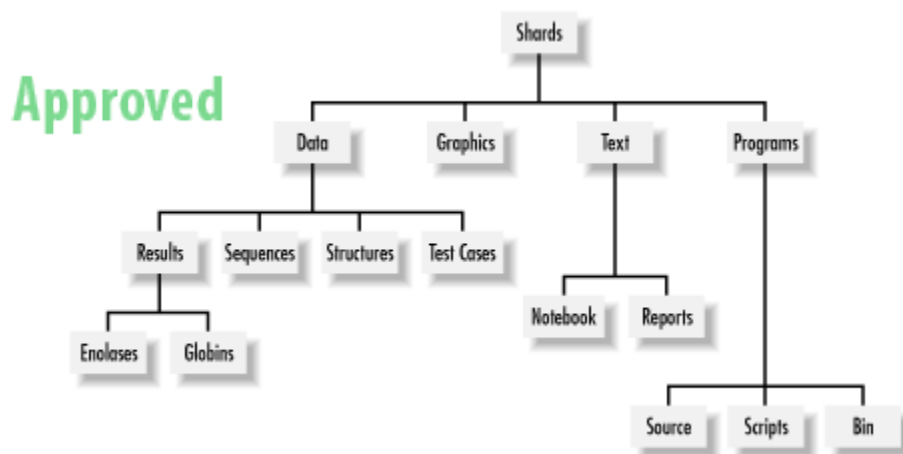 Shards
Approved
Data
Graphics
Text
Programs
Results
Sequences
Structures
Test Cases
Notebook
Reports
Enolases
Globins
Source
Scripts
Bin